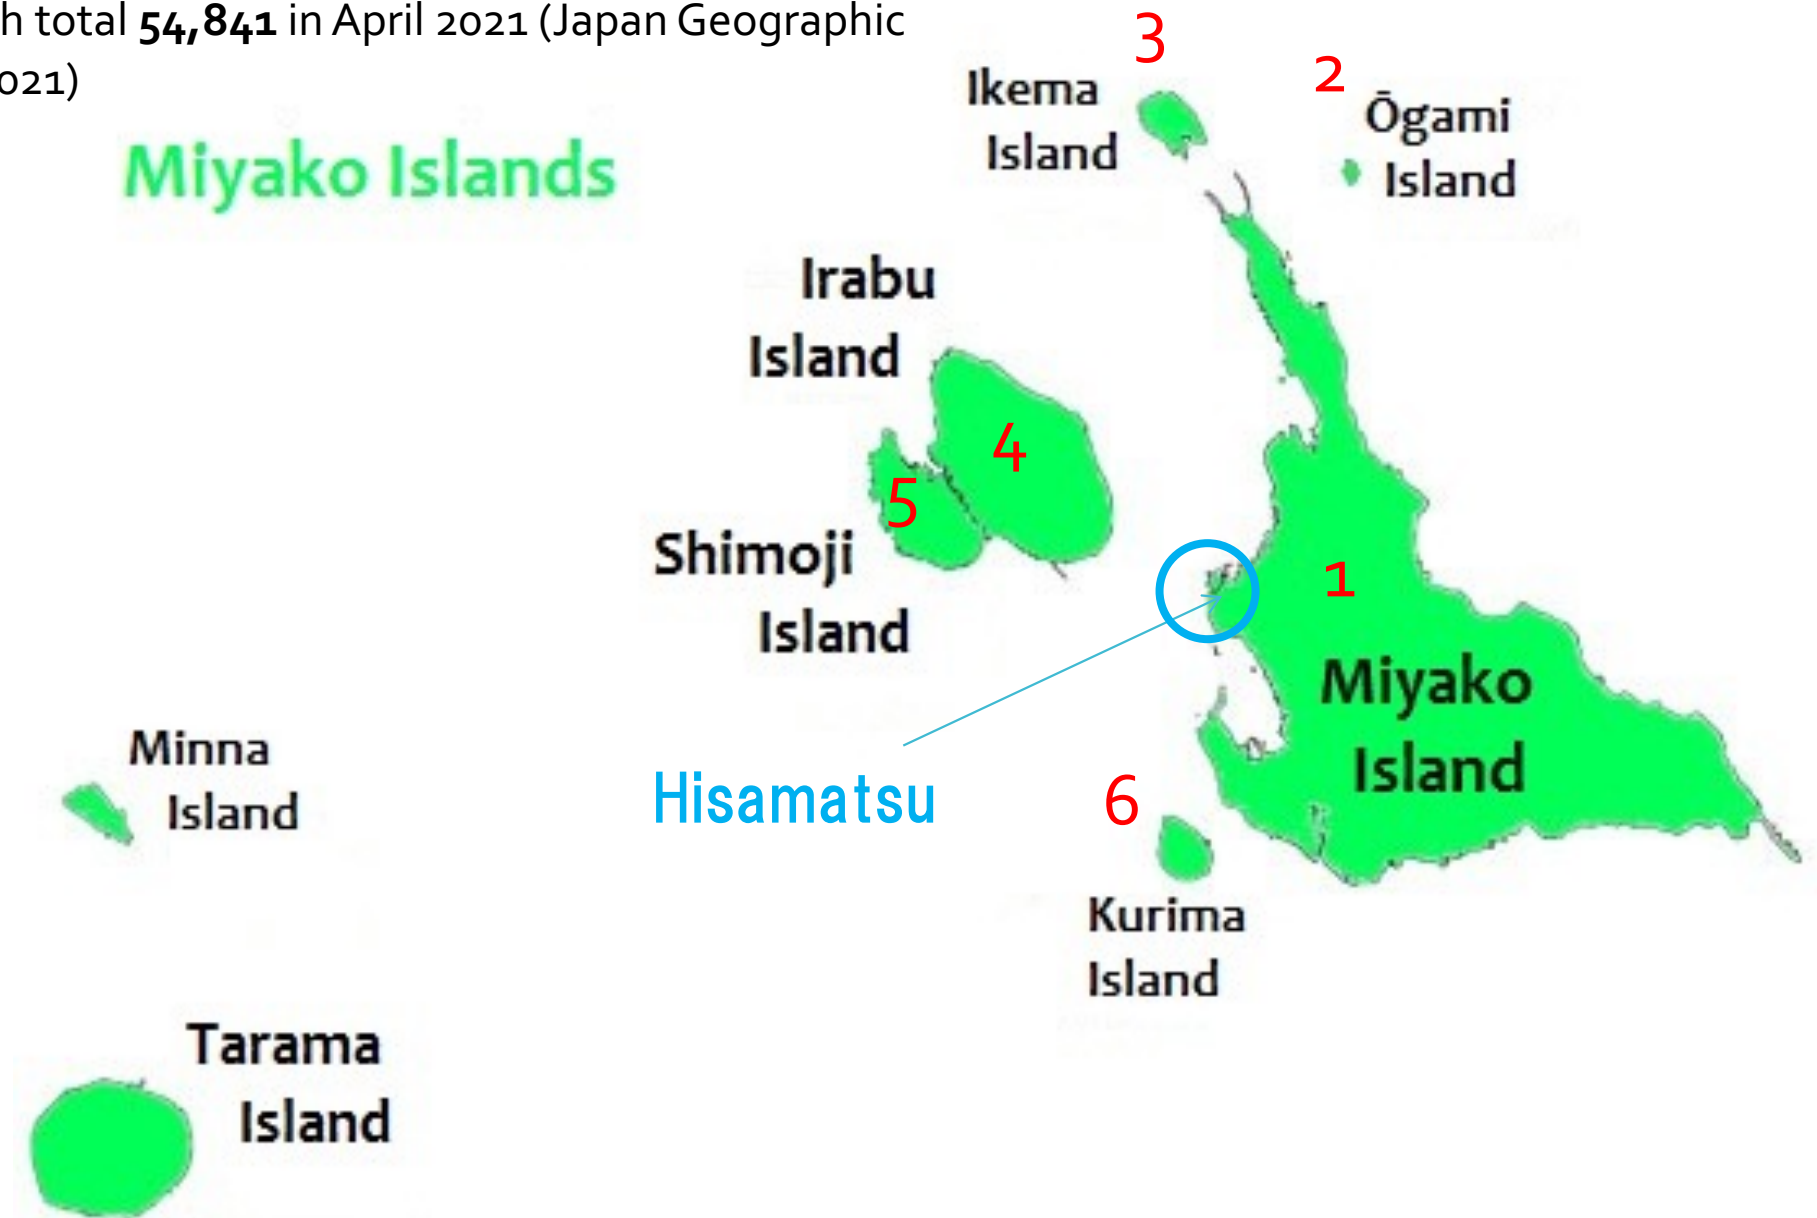 h total 54,841 in April 2021 (Japan Geographic
021)
Miyako Islands
3
Ikema
Island
2
Ōgami
Island
Irabu
Island
4
5
Shimoji
Island
1
Miyako
Island
Hisamatsu
6
Kurima
Island
Minna
Island
Tarama
Island